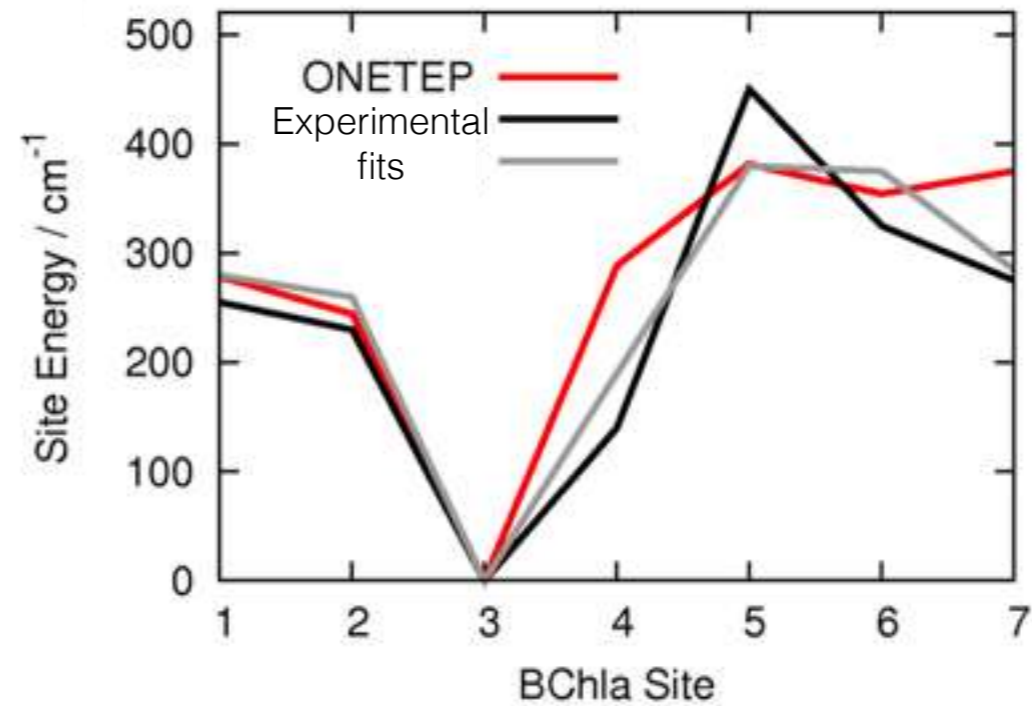 500
400
300
200
100
0
Site Energy / cm-1
ONETEP
Experimental
fits
1 2 3 4 5 6 7
BChla Site